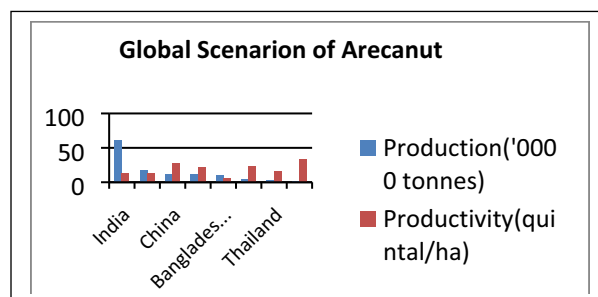 Global Scenarion of Arecanut
100
50
0
India
China
Banglades...
Thailand
Production('000
0 tonnes)
Productivity(qui
ntal/ha)